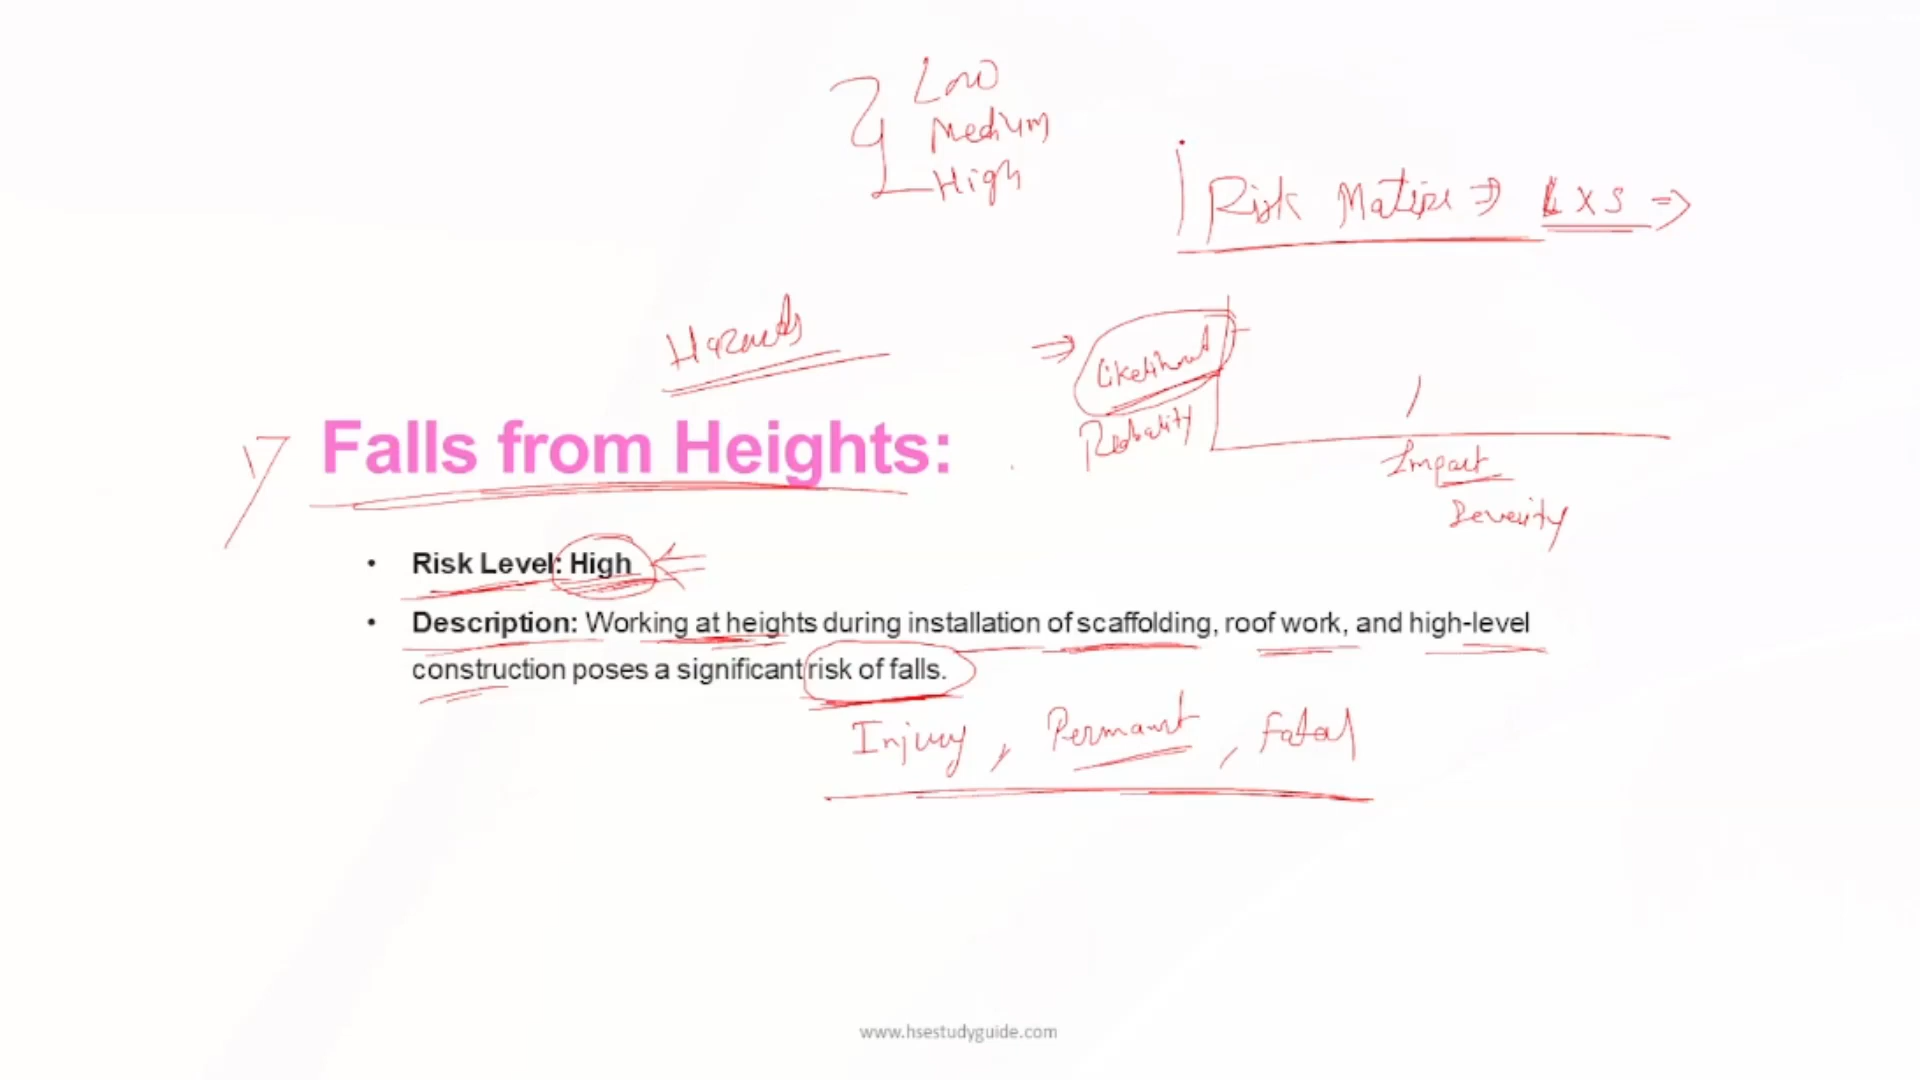 Low
Medium
High
Risk Matrix ⇒ L x S ⇒
Hazards
⇒ Likelihood
Probability
Impact
Severity
Falls from Heights:
• Risk Level: High
• Description: Working at heights during installation of scaffolding, roof work, and high-level
construction poses a significant risk of falls.
Injury, Permanent, Fatal
www.hsestudyguide.com